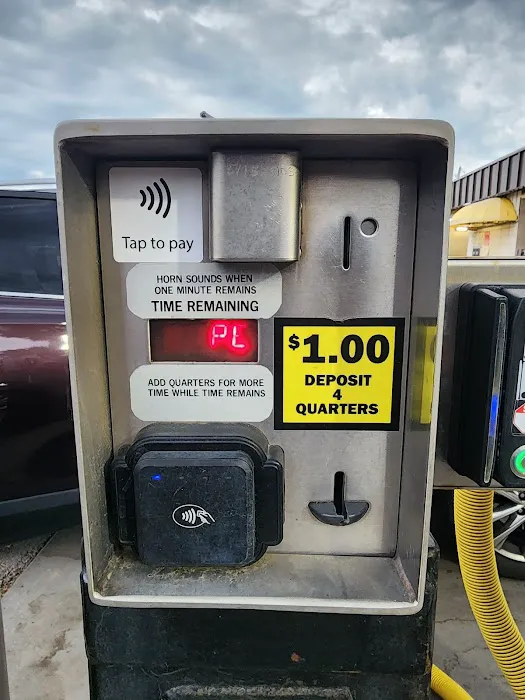 Tap to pay
HORN SOUNDS WHEN
ONE MINUTE REMAINS
TIME REMAINING
PL
ADD QUARTERS FOR MORE
TIME WHILE TIME REMAINS
$1.00
DEPOSIT
4
QUARTERS